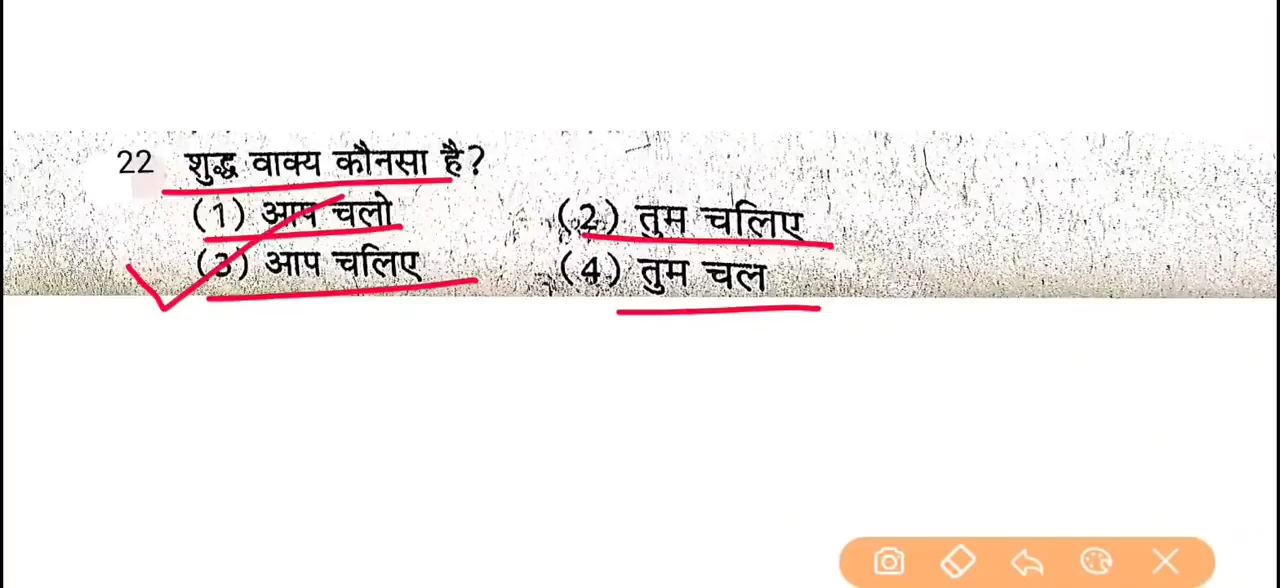 22 शुद्ध वाक्य कौनसा है?
(1) आप चलो (2) तुम चलिए
(3) आप चलिए (4) तुम चल